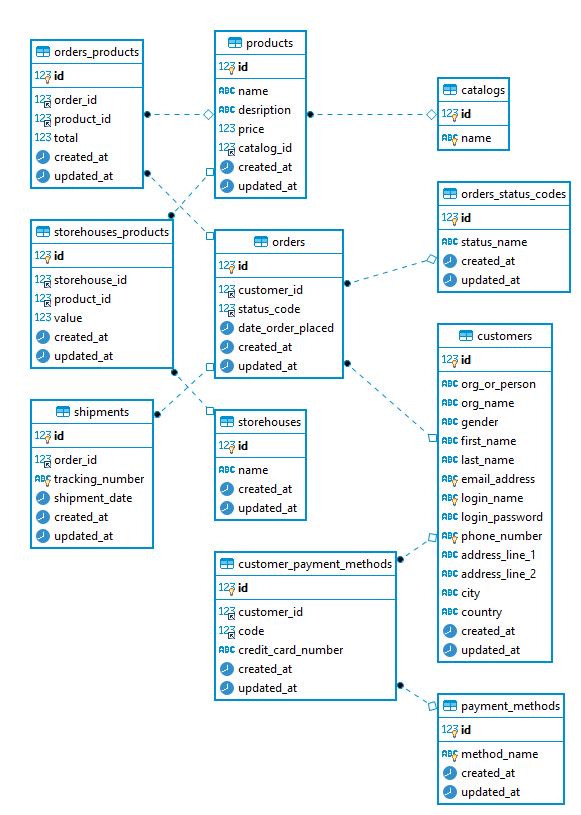 orders_products
123 id
123 order_id
123 product_id
123 total
created_at
updated_at
products
123 id
ABC name
ABC desription
123 price
123 catalog_id
created_at
updated_at
catalogs
123 id
ABC name
orders_status_codes
123 id
ABC status_name
created_at
updated_at
storehouses_products
123 id
123 storehouse_id
123 product_id
123 value
created_at
updated_at
orders
123 id
123 customer_id
123 status_code
date_order_placed
created_at
updated_at
customers
123 id
ABC org_or_person
ABC org_name
ABC gender
ABC first_name
ABC last_name
ABC email_address
ABC login_name
ABC login_password
ABC phone_number
ABC address_line_1
ABC address_line_2
ABC city
ABC country
created_at
updated_at
shipments
123 id
123 order_id
ABC tracking_number
shipment_date
created_at
updated_at
storehouses
123 id
ABC name
created_at
updated_at
customer_payment_methods
123 id
123 customer_id
123 code
ABC credit_card_number
created_at
updated_at
payment_methods
123 id
ABC method_name
created_at
updated_at